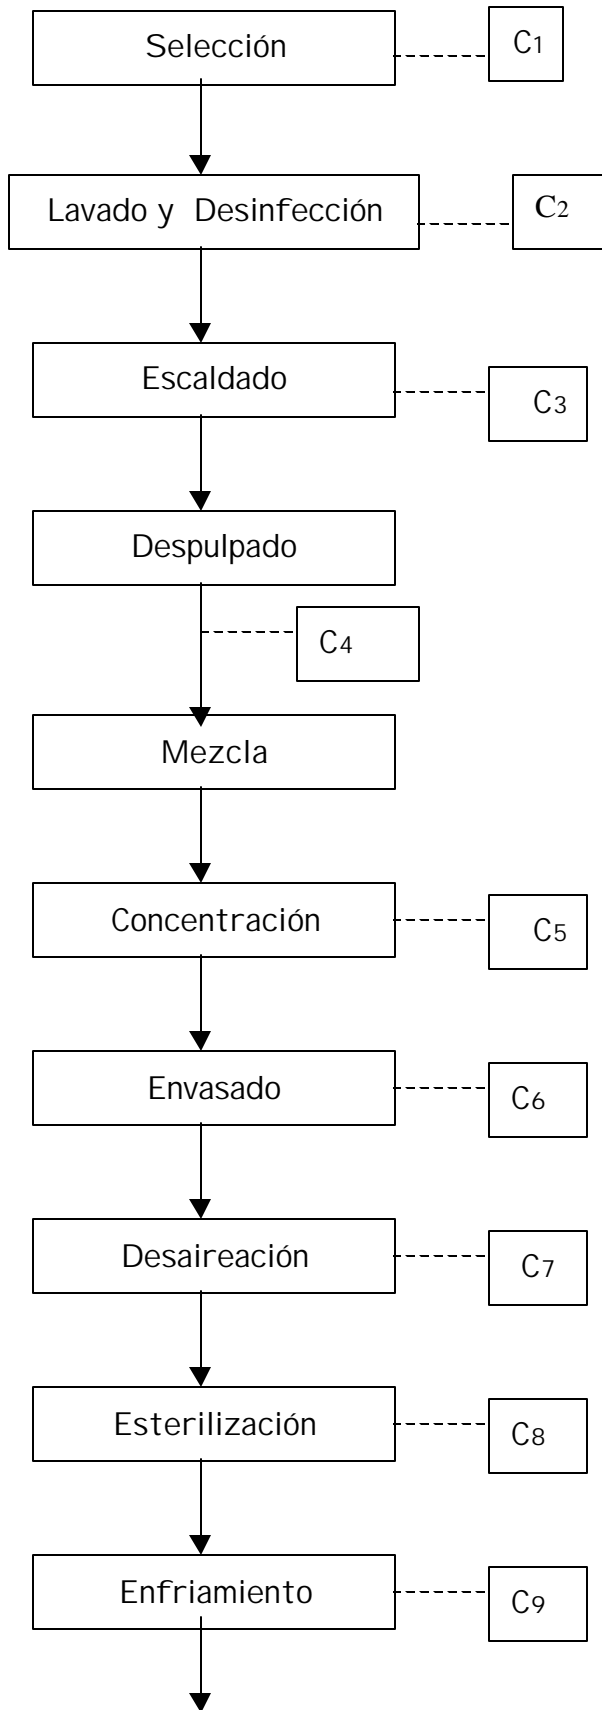 Selección
C1
Lavado y Desinfección
C2
Escaldado
C3
Despulpado
C4
Mezcla
Concentración
C5
Envasado
C6
Desaireación
C7
Esterilización
C8
Enfriamiento
C9